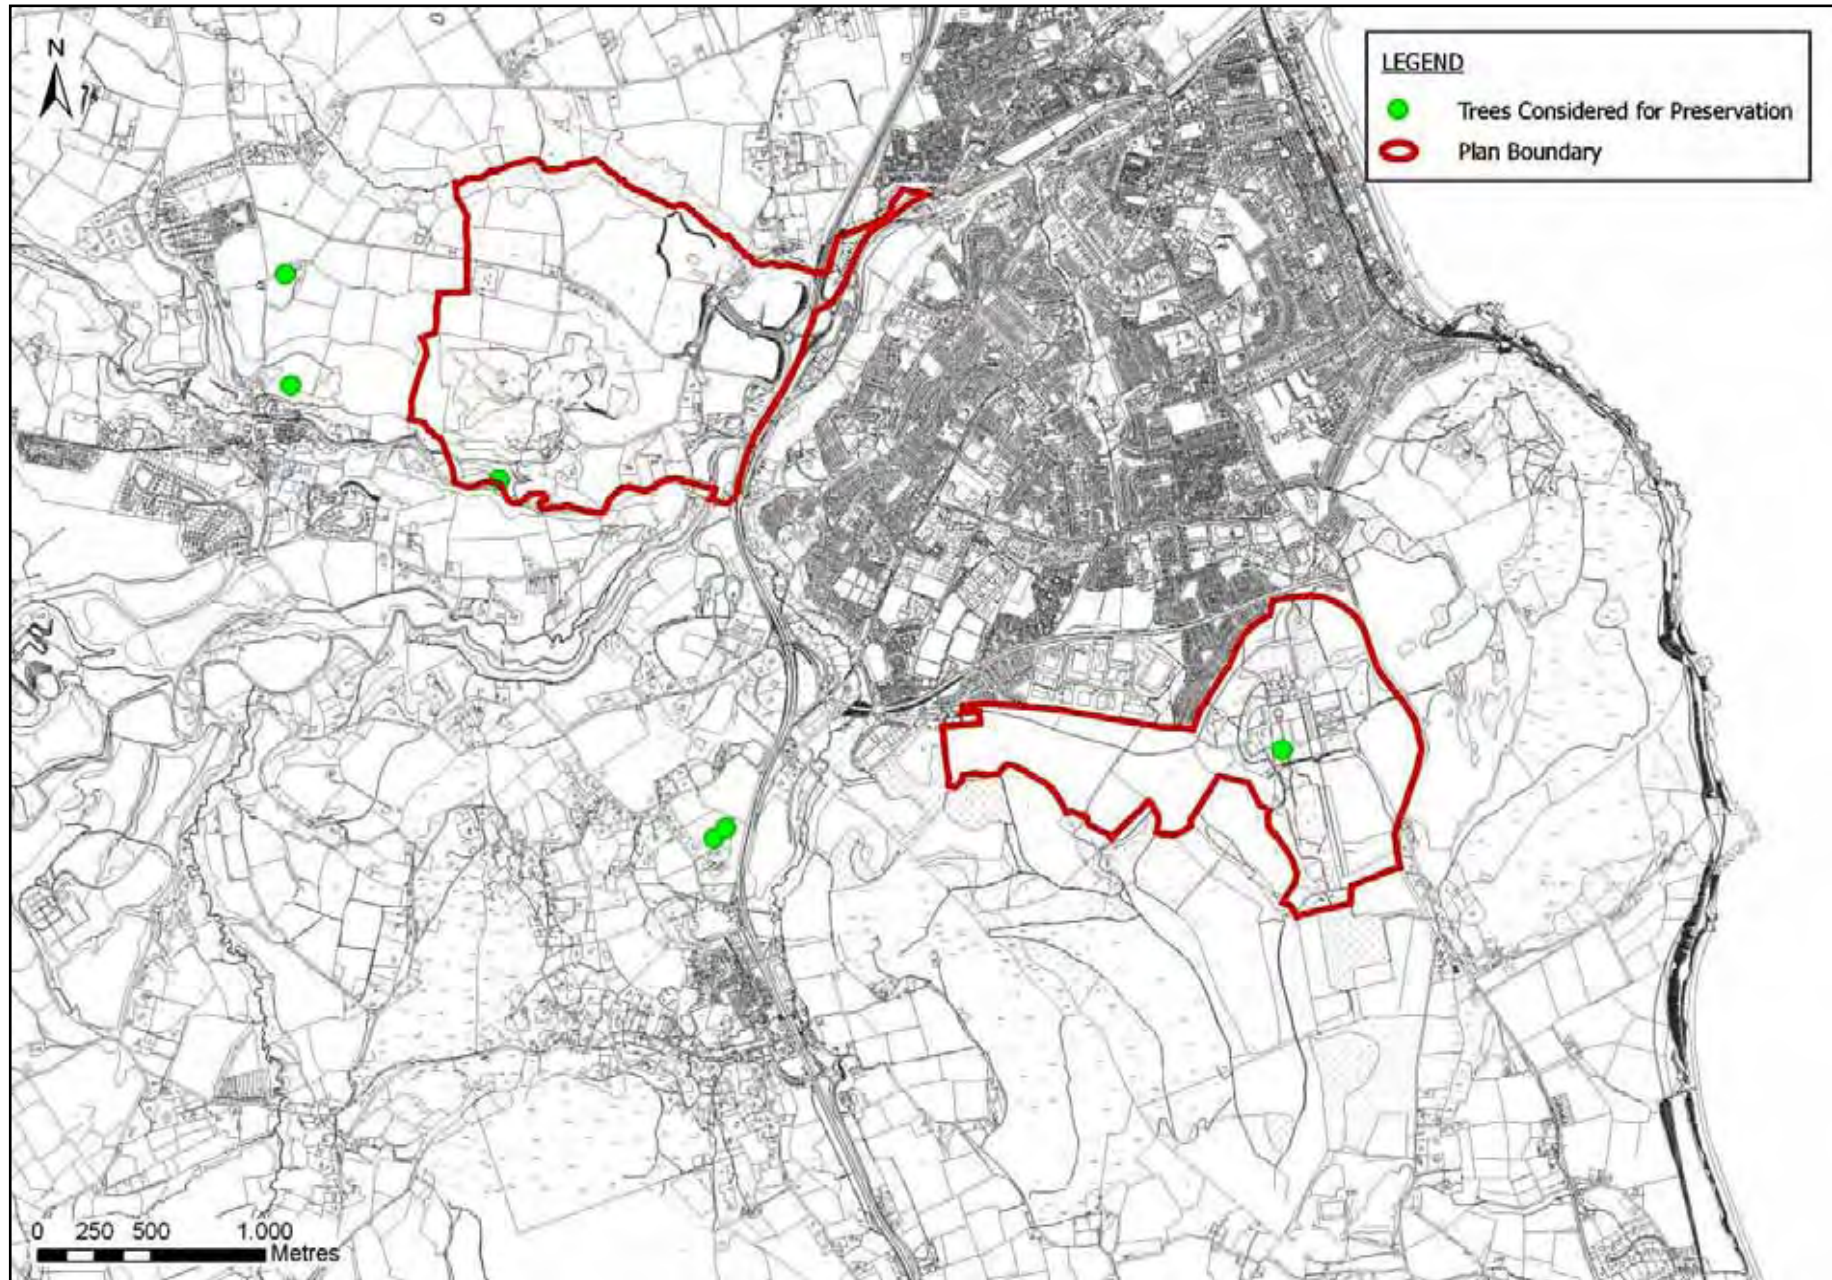 N
LEGEND
Trees Considered for Preservation
Plan Boundary
0 250 500 1.000
Metres